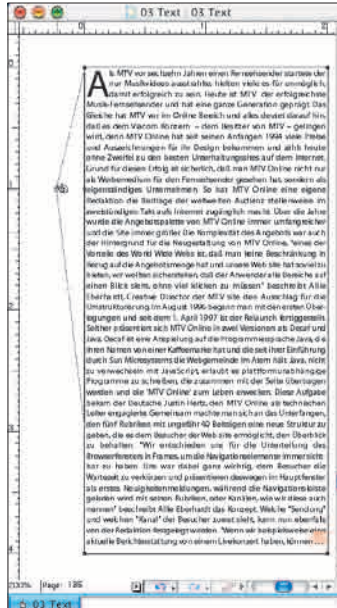 03 Text : 03 Text
Als MTV vor sechzehn Jahren einen Fernsehsender startete der
nur Musikvideos ausstrahlte, hielten viele es für unmöglich,
damit erfolgreich zu sein. Heute ist MTV der erfolgreichste
Musik-Fernsehsender und hat eine ganze Generation geprägt. Das
Gleiche hat MTV vor im Online Bereich und alles deutet darauf hin,
daß es dem Viacom Konzern – dem Besitzer von MTV – gelingen
wird, denn MTV Online hat seit seinen Anfängen 1994 viele Preise
und Auszeichnungen für ihr Design bekommen und zählt heute
ohne Zweifel zu den besten Unterhaltungssites auf dem Internet.
Grund für diesen Erfolg ist sicherlich, daß man MTV Online nicht nur
als Werbemedium für den Fernsehsender gesehen hat sondern als
eigenständiges Unternehmen. So hat MTV Online eine eigene
Redaktion die Beiträge der weltweiten Audienz stellenweise im
zweistündigen Takt aufs Internet zugänglich macht. Über die Jahre
wurde die Angebotspalette von MTV Online immer umfangreicher
und die Site immer größer. Die Komplexität des Angebots war auch
der Hintergrund für die Neugestaltung von MTV Online, "eines der
Vorteile des World Wide Webs ist, daß man keine Beschränkung in
Bezug auf die Angebotsmenge hat und unsere Web site hat soviel zu
bieten, wir wollten sicherstellen, daß der Anwender alle Bereiche auf
einen Blick sieht, ohne viel klicken zu müssen" beschreibt Allie
Eberhardt, Creative Director der MTV site den Ausschlag für die
Umstrukturierung. Im August 1996 begann man mit den ersten Über-
legungen und seit dem 1. April 1997 ist der Relaunch fertiggestellt.
Seither präsentiert sich MTV Online in zwei Versionen als Decaf und
Java. Decaf ist eine Anspielung auf die Programmiersprache Java, die
ihren Namen von einer Kaffeemarke hat und die seit ihrer Einführung
durch Sun Microsystems die Webgemeinde im Atem hält. Java, nicht
zu verwechseln mit JavaScript, erlaubt es plattformunabhängige
Programme zu schreiben, die zusammen mit der Seite übertragen
werden und die 'MTV Online' zum Leben erwecken. Diese Aufgabe
bekam der Deutsche Justin Hertz, den MTV Online als technischen
Leiter engagierte. Gemeinsam machte man sich an das Unterfangen,
den fünf Rubriken mit ungefähr 40 Beiträgen eine neue Struktur zu
geben, die es dem Besucher der Web site ermöglicht, den Überblick
zu behalten. "Wir entschieden uns für die Unterteilung des
Browserfensters in Frames, um die Navigationselemente immer sicht-
bar zu haben. Uns war dabei ganz wichtig, dem Besucher die
Wartezeit zu verkürzen und präsentieren deswegen im Hauptfenster
als erstes Neuigkeitenmeldungen, während die Navigationsleiste
geladen wird mit seinen Rubriken, oder Kanälen, wie wir diese auch
nennen" beschreibt Allie Eberhardt das Konzept. Welche "Sendung"
und welchen "Kanal" der Besucher zuerst sieht, kann nun ebenfalls
von der Redaktion festgelegt werden. "Wenn wir beispielsweise eine
aktuelle Berichterstattung von einem Livekonzert haben, können
Page: 135
03 Text